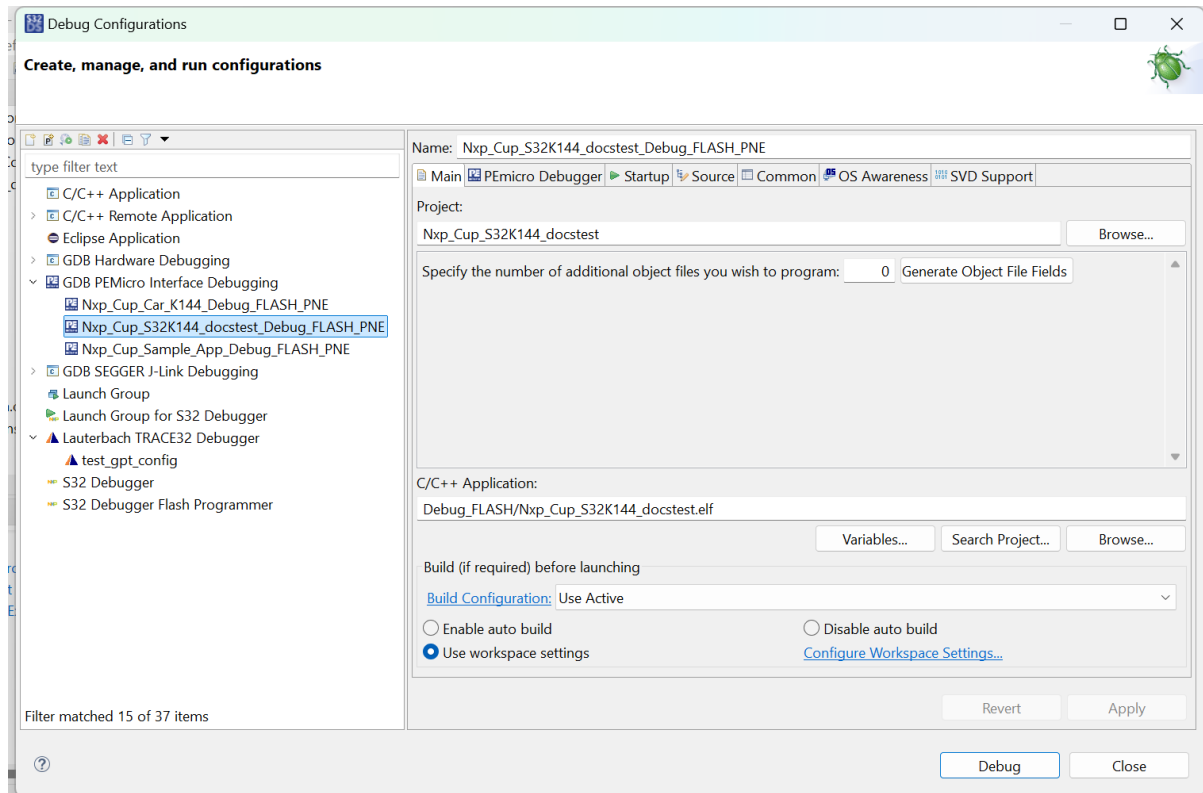 Debug Configurations
Create, manage, and run configurations
type filter text
C/C++ Application
C/C++ Remote Application
Eclipse Application
GDB Hardware Debugging
GDB PEMicro Interface Debugging
Nxp_Cup_Car_K144_Debug_FLASH_PNE
Nxp_Cup_S32K144_docstest_Debug_FLASH_PNE
Nxp_Cup_Sample_App_Debug_FLASH_PNE
GDB SEGGER J-Link Debugging
Launch Group
Launch Group for S32 Debugger
Lauterbach TRACE32 Debugger
test_gpt_config
S32 Debugger
S32 Debugger Flash Programmer
Filter matched 15 of 37 items
Name: Nxp_Cup_S32K144_docstest_Debug_FLASH_PNE
Main PEmicro Debugger Startup Source Common OS Awareness SVD Support
Project:
Nxp_Cup_S32K144_docstest Browse...
Specify the number of additional object files you wish to program: 0 Generate Object File Fields
C/C++ Application:
Debug_FLASH/Nxp_Cup_S32K144_docstest.elf
Variables... Search Project... Browse...
Build (if required) before launching
Build Configuration: Use Active
Enable auto build Disable auto build
Use workspace settings Configure Workspace Settings...
Revert Apply
Debug Close